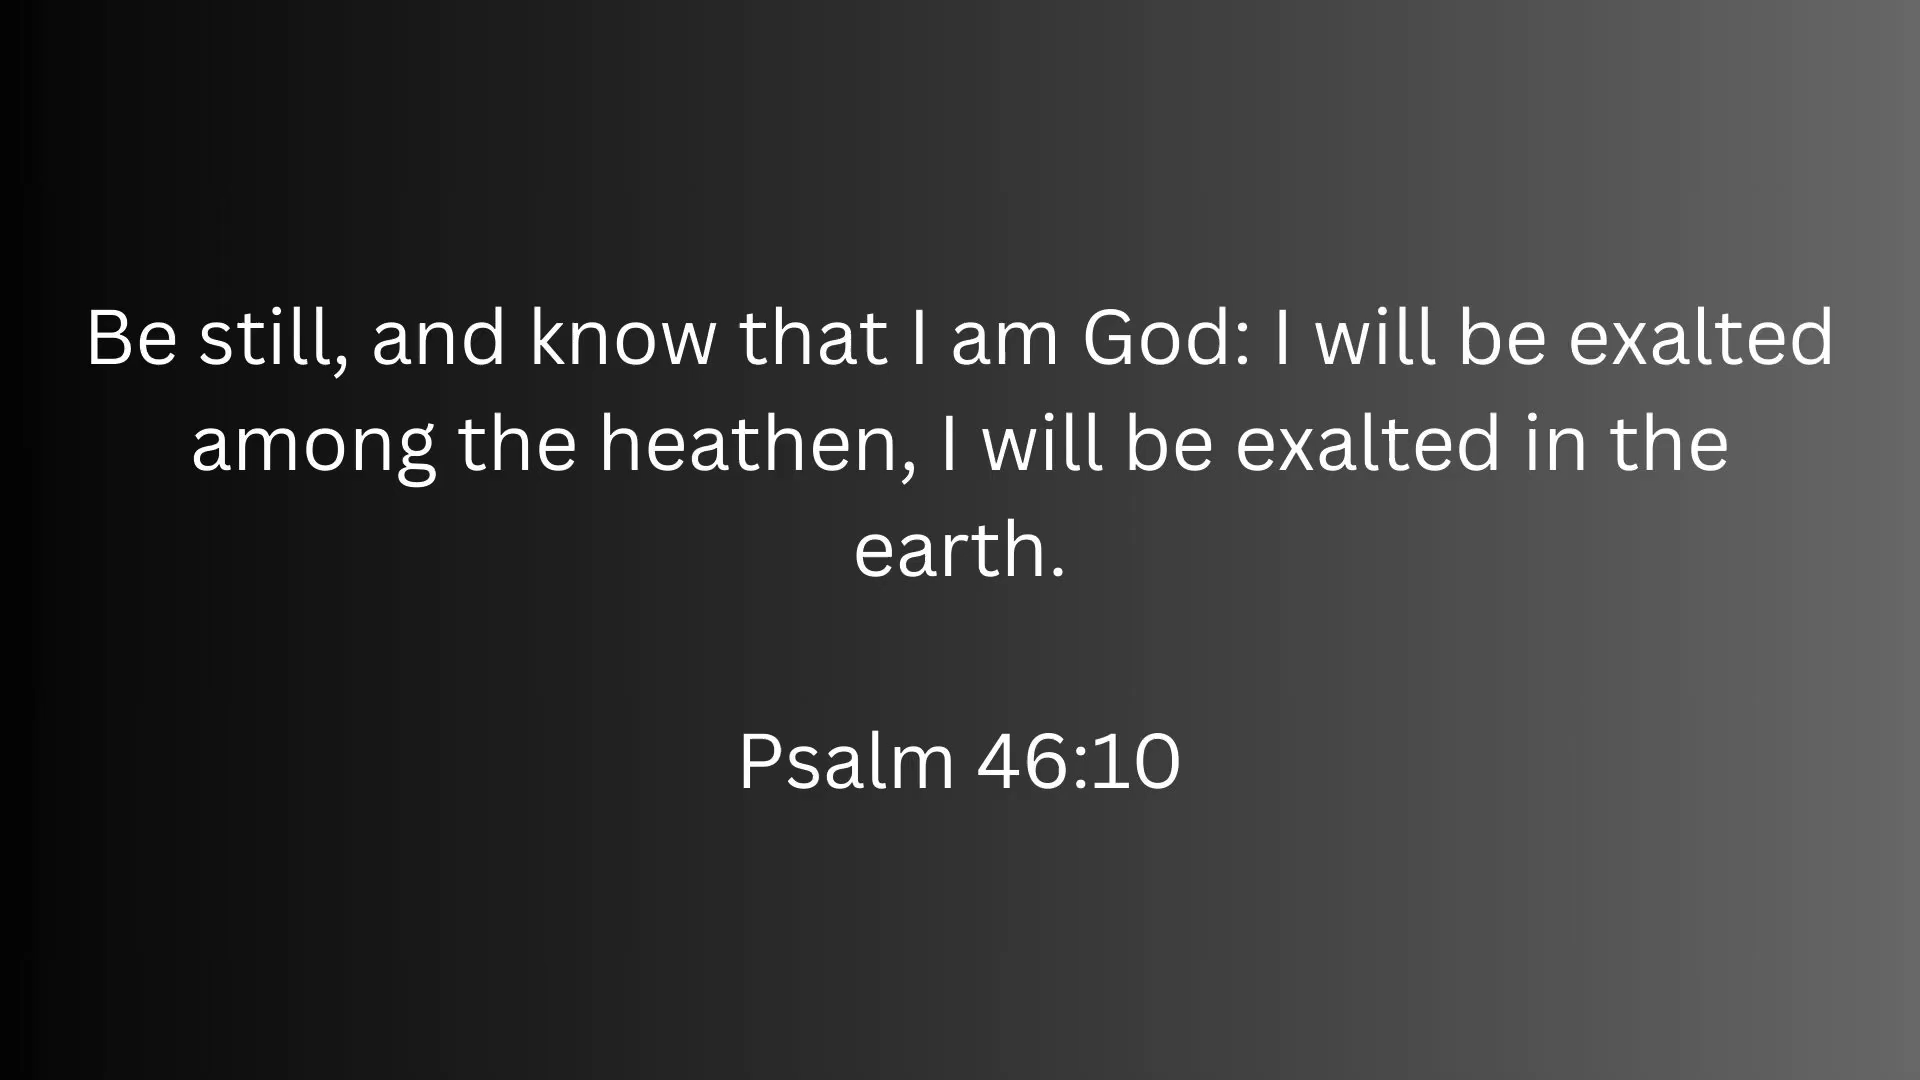 Be still, and know that I am God: I will be exalted
among the heathen, I will be exalted in the
earth.
Psalm 46:10